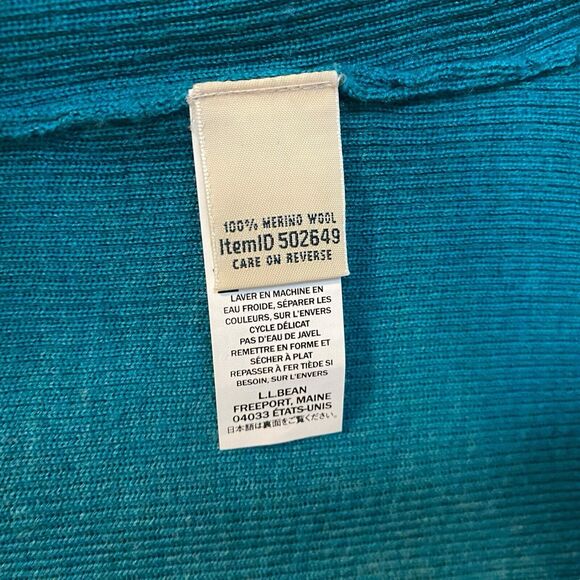 100% MERINO WOOL
ItemID 502649
CARE ON REVERSE
LAVER EN MACHINE EN
EAU FROIDE, SÉPARER LES
COULEURS, SUR L'ENVERS
CYCLE DÉLICAT
PAS D'EAU DE JAVEL
REMETTRE EN FORME ET
SÉCHER À PLAT
REPASSER À FER TIÈDE SI
BESOIN, SUR L'ENVERS
L.L.BEAN
FREEPORT, MAINE
04033 ÉTATS-UNIS
日本語は裏面をご覧ください。